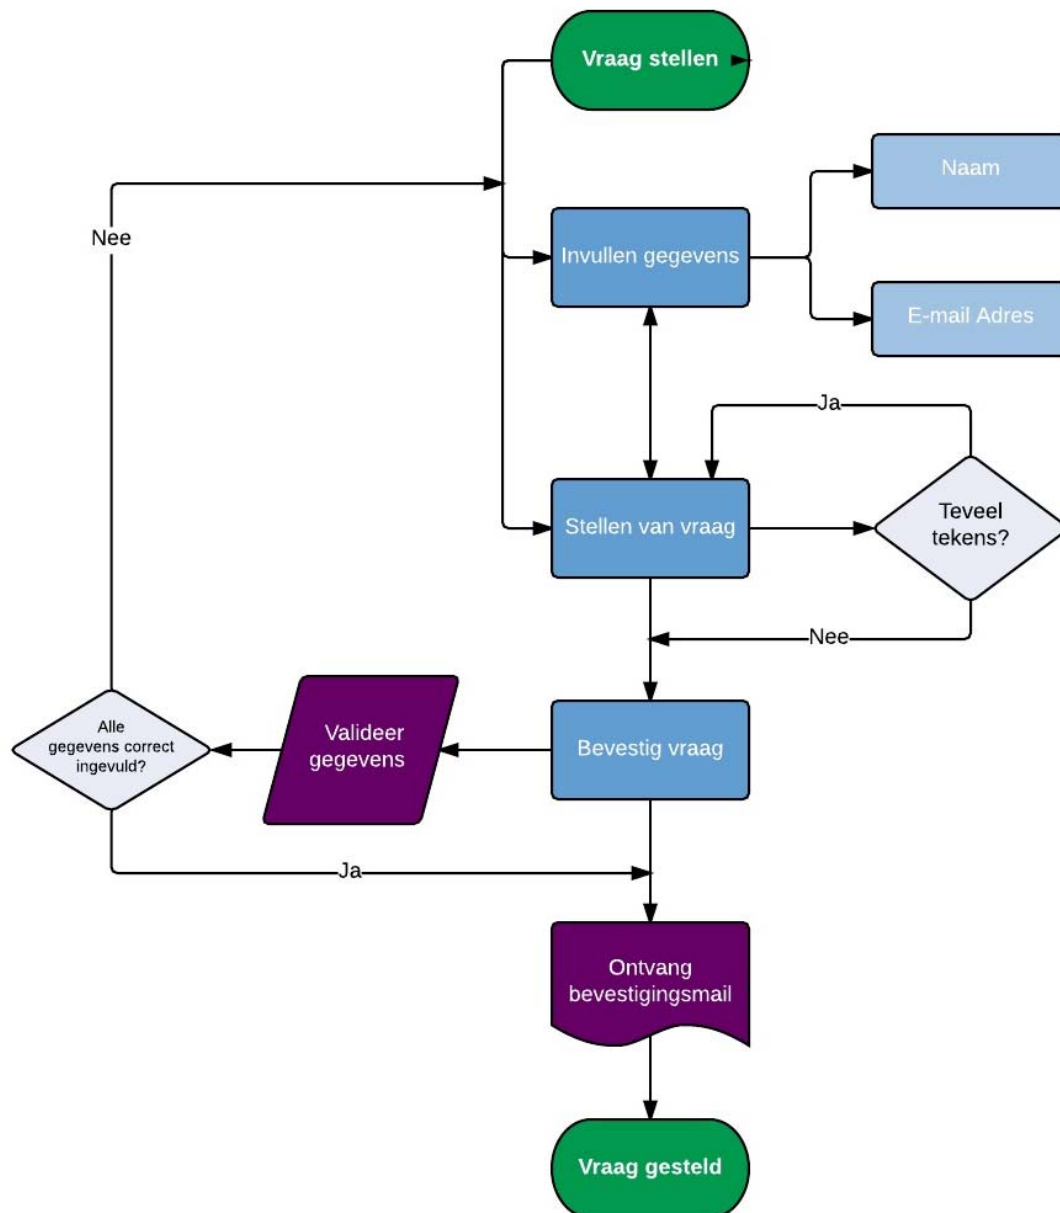 Vraag stellen
Naam
Nee
Invullen gegevens
E-mail Adres
Ja
Stellen van vraag
Teveel
tekens?
Nee
Alle
gegevens correct
ingevuld?
Valideer
gegevens
Bevestig vraag
Ja
Ontvang
bevestigingsmail
Vraag gesteld